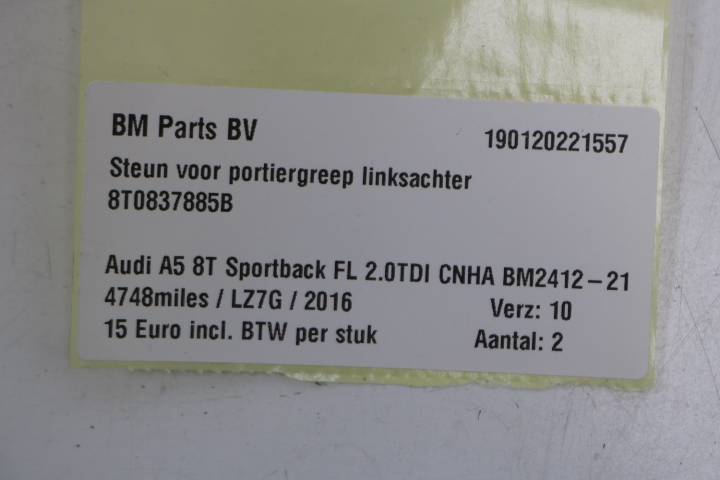 BM Parts BV 190120221557
Steun voor portiergreep linksachter
8T0837885B
Audi A5 8T Sportback FL 2.0TDI CNHA BM2412-21
4748miles / LZ7G / 2016 Verz: 10
15 Euro incl. BTW per stuk Aantal: 2